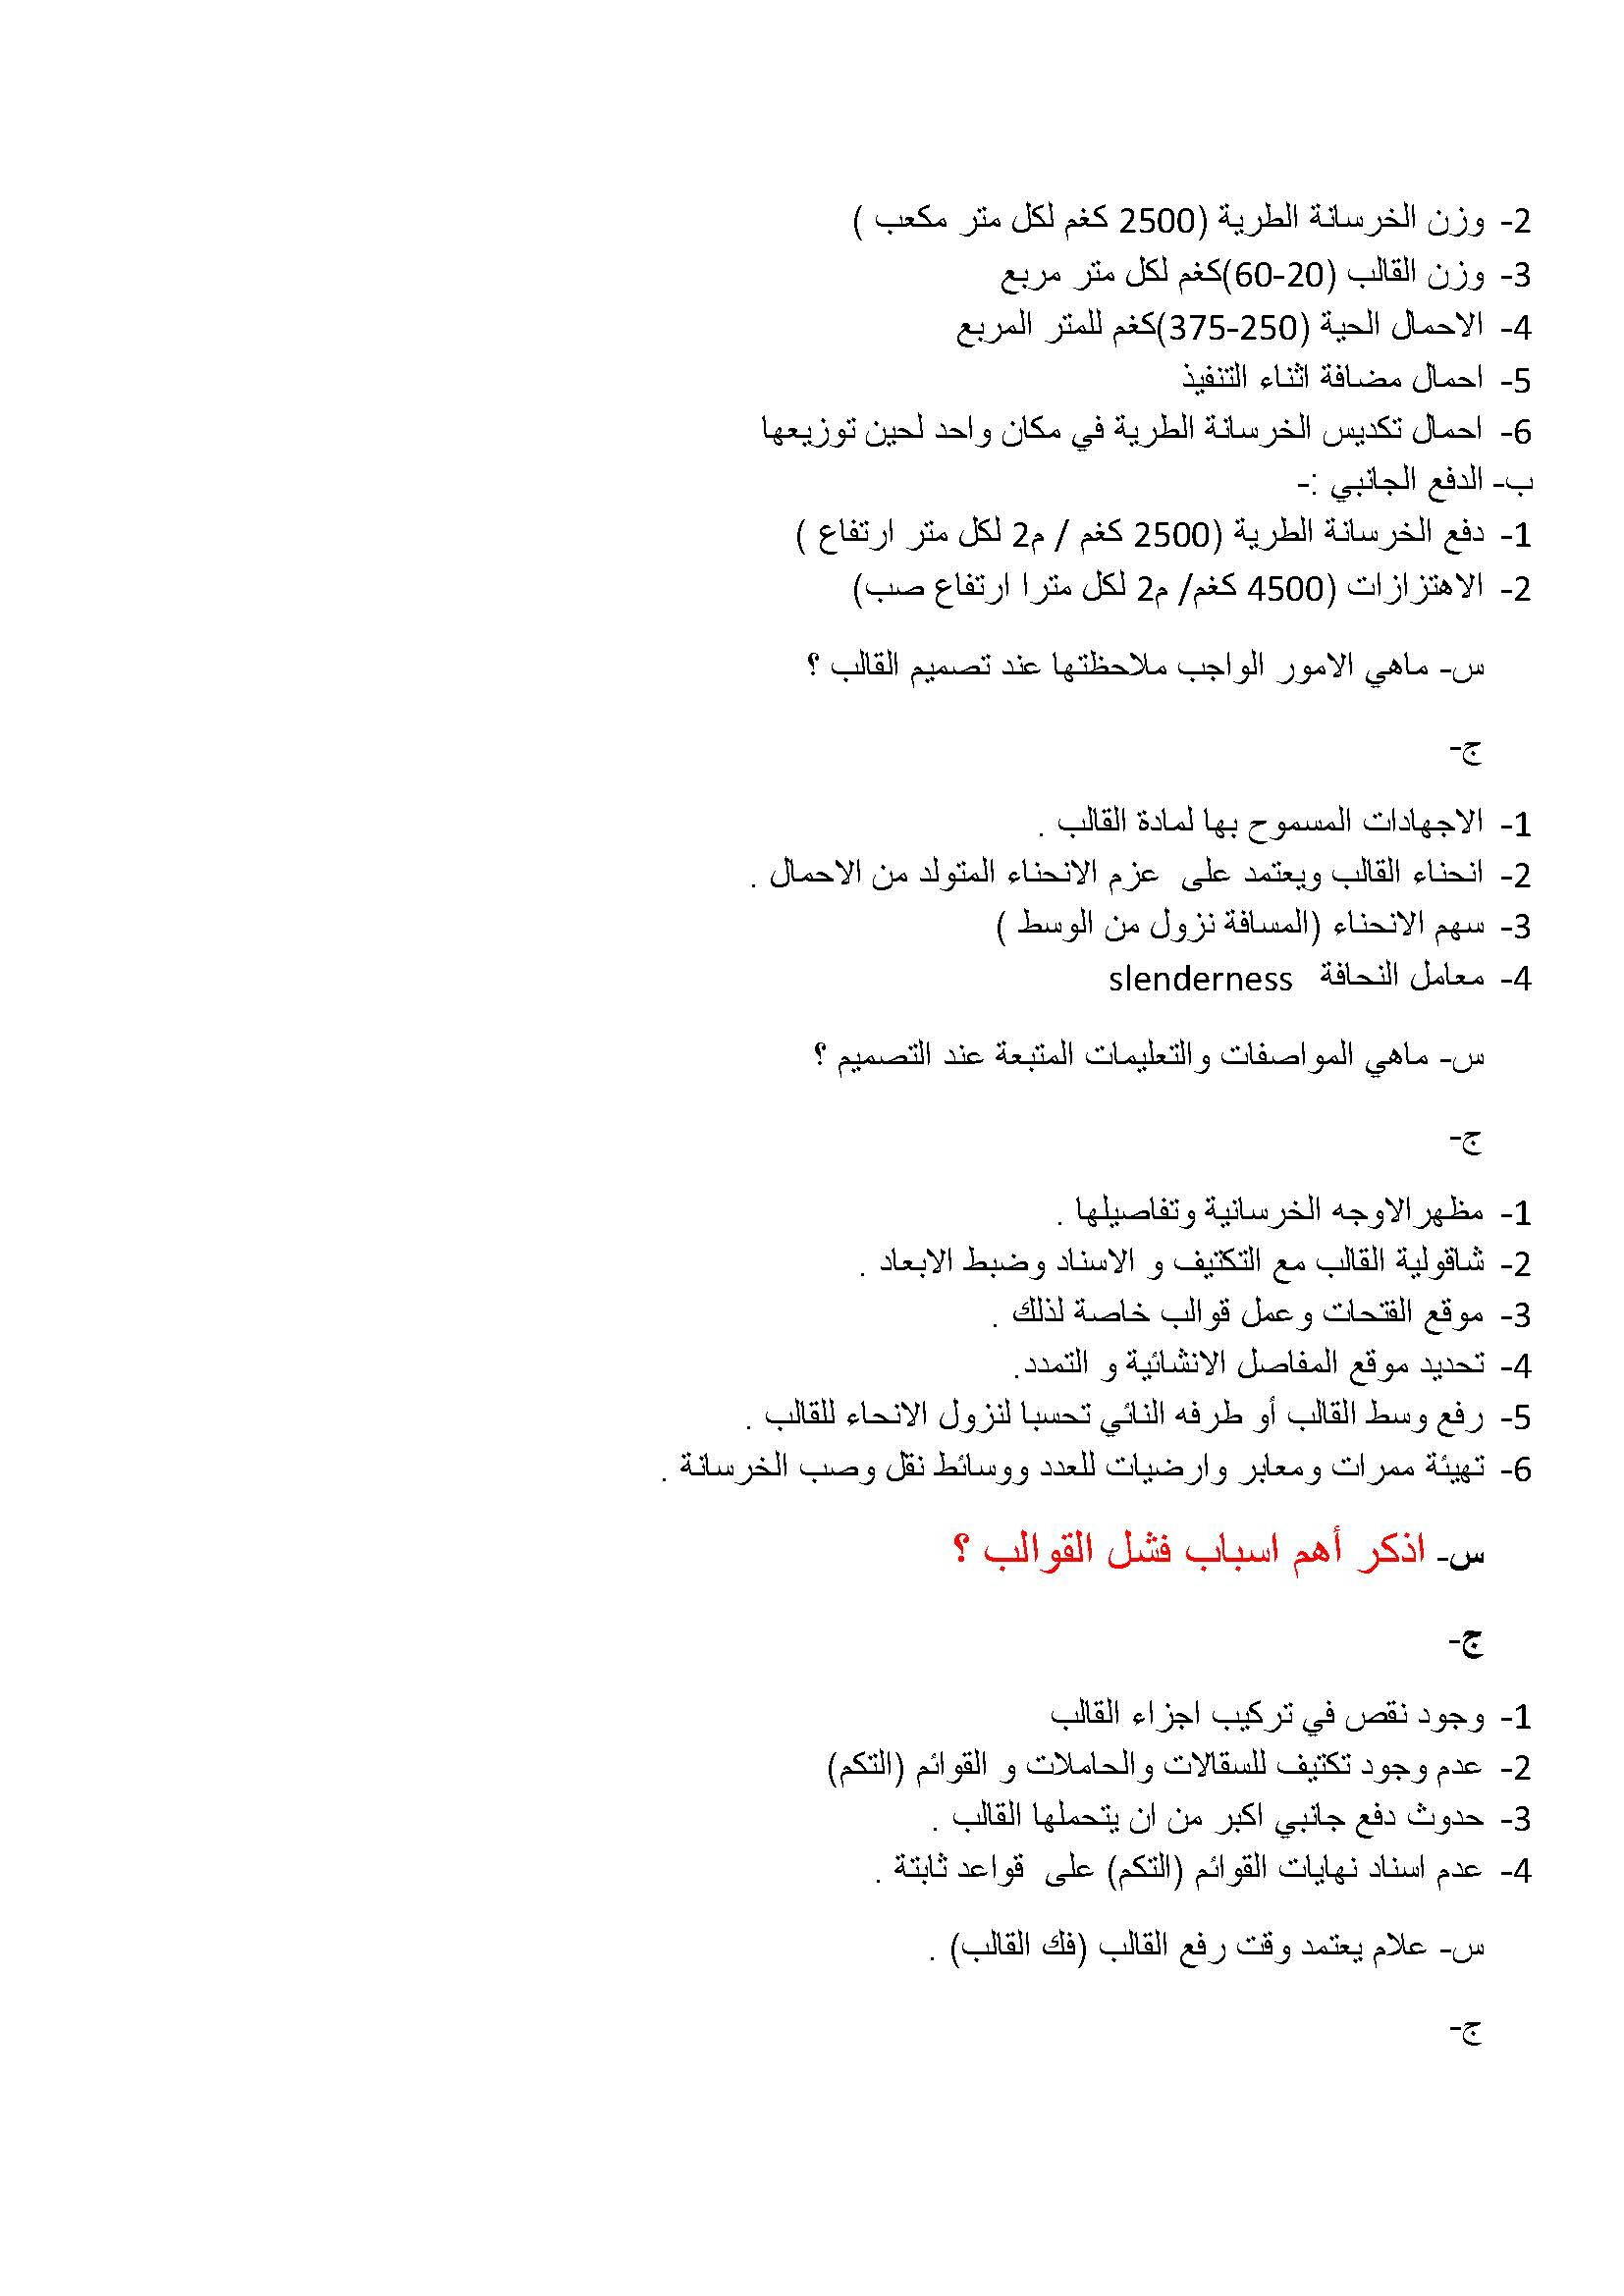 2- وزن الخرسانة الطرية (2500 كغم لكل متر مكعب )
3- وزن القالب (20-60)كغم لكل متر مربع
4- الاحمال الحية (250-375)كغم للمتر المربع
5- احمال مضافة اثناء التنفيذ
6- احمال تكديس الخرسانة الطرية في مكان واحد لحين توزيعها
ب- الدفع الجانبي :-
1- دفع الخرسانة الطرية (2500 كغم / م2 لكل متر ارتفاع )
2- الاهتزازات (4500 كغم/ م2 لكل مترا ارتفاع صب)
س- ماهي الامور الواجب ملاحظتها عند تصميم القالب ؟
ج-
1- الاجهادات المسموح بها لمادة القالب .
2- انحناء القالب ويعتمد على عزم الانحناء المتولد من الاحمال .
3- سهم الانحناء (المسافة نزول من الوسط )
4- معامل النحافة slenderness
س- ماهي المواصفات والتعليمات المتبعة عند التصميم ؟
ج-
1- مظهرالاوجه الخرسانية وتفاصيلها .
2- شاقولية القالب مع التكتيف و الاسناد وضبط الابعاد .
3- موقع الفتحات وعمل قوالب خاصة لذلك .
4- تحديد موقع المفاصل الانشائية و التمدد.
5- رفع وسط القالب أو طرفه النائي تحسبا لنزول الانحاء للقالب .
6- تهيئة ممرات ومعابر وارضيات للعدد ووسائط نقل وصب الخرسانة .
س- اذكر أهم اسباب فشل القوالب ؟
ج-
1- وجود نقص في تركيب اجزاء القالب
2- عدم وجود تكتيف للسقالات والحاملات و القوائم (التكم)
3- حدوث دفع جانبي اكبر من ان يتحملها القالب .
4- عدم اسناد نهايات القوائم (التكم) على قواعد ثابتة .
س- علام يعتمد وقت رفع القالب (فك القالب) .
ج-